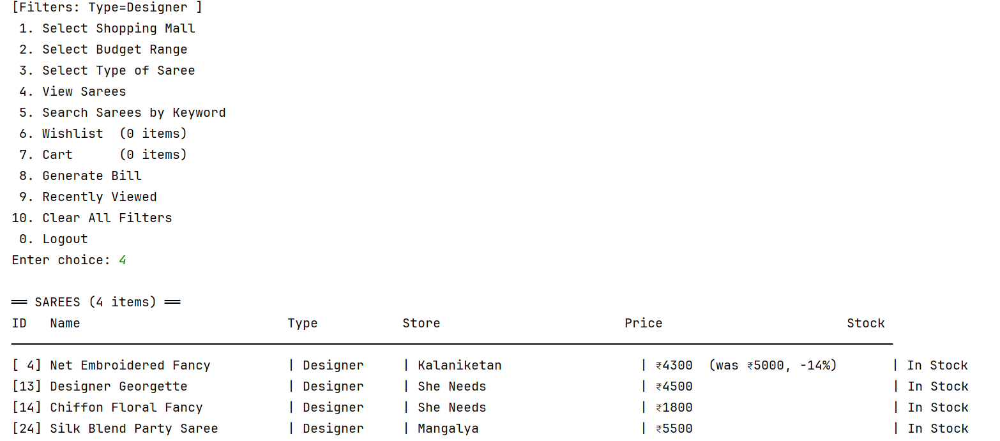 [Filters: Type=Designer ]
 1. Select Shopping Mall
 2. Select Budget Range
 3. Select Type of Saree
 4. View Sarees
 5. Search Sarees by Keyword
 6. Wishlist  (0 items)
 7. Cart      (0 items)
 8. Generate Bill
 9. Recently Viewed
10. Clear All Filters
 0. Logout
Enter choice: 4
══ SAREES (4 items) ══
ID   Name                           Type           Store                        Price                        Stock
[ 4] Net Embroidered Fancy          | Designer     | Kalaniketan                  | ₹4300  (was ₹5000, -14%)       | In Stock
[13] Designer Georgette             | Designer     | She Needs                    | ₹4500                          | In Stock
[14] Chiffon Floral Fancy           | Designer     | She Needs                    | ₹1800                          | In Stock
[24] Silk Blend Party Saree         | Designer     | Mangalya                     | ₹5500                          | In Stock